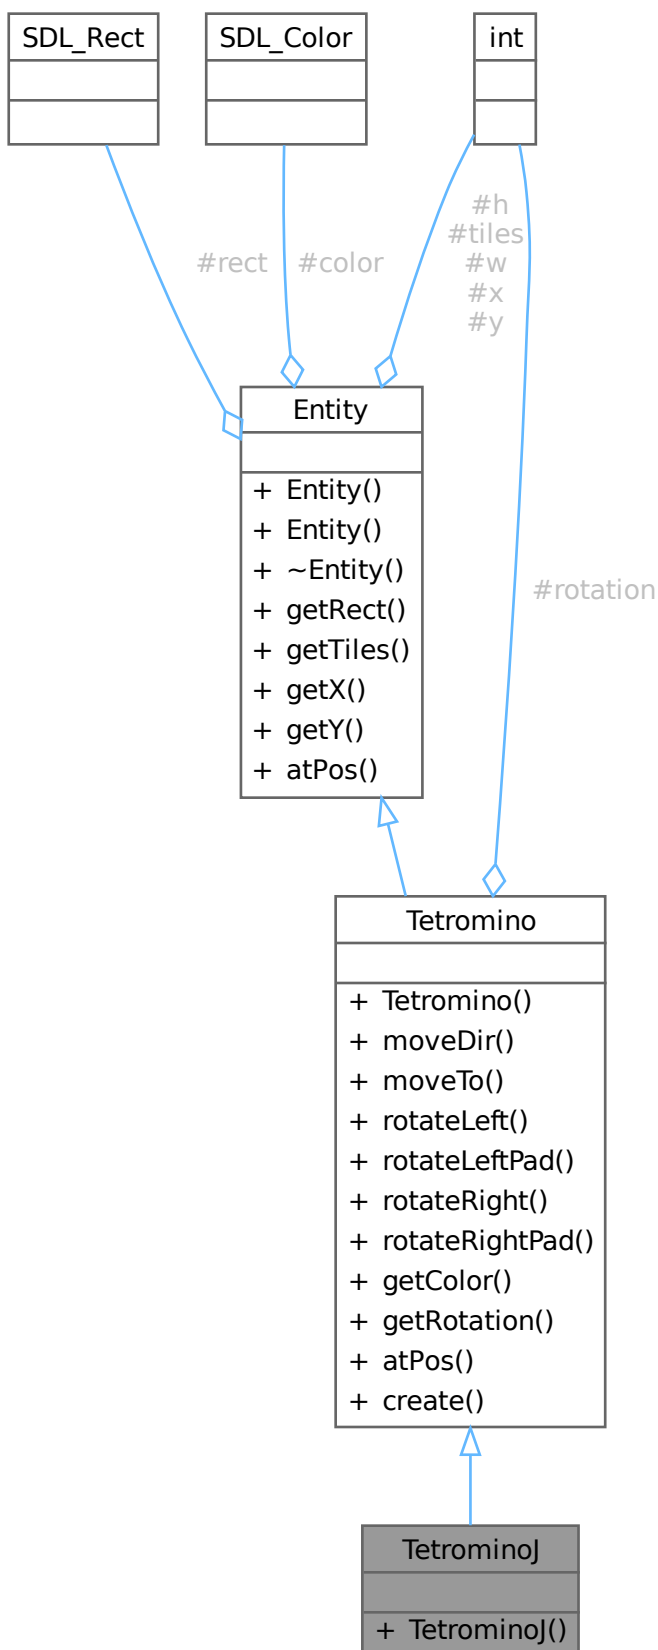 SDL_Rect
SDL_Color
int
#h
#tiles
#w
#x
#y
#rect
#color
Entity
+ Entity()
+ Entity()
+ ~Entity()
+ getRect()
+ getTiles()
+ getX()
+ getY()
+ atPos()
#rotation
Tetromino
+ Tetromino()
+ moveDir()
+ moveTo()
+ rotateLeft()
+ rotateLeftPad()
+ rotateRight()
+ rotateRightPad()
+ getColor()
+ getRotation()
+ atPos()
+ create()
TetrominoJ
+ TetrominoJ()